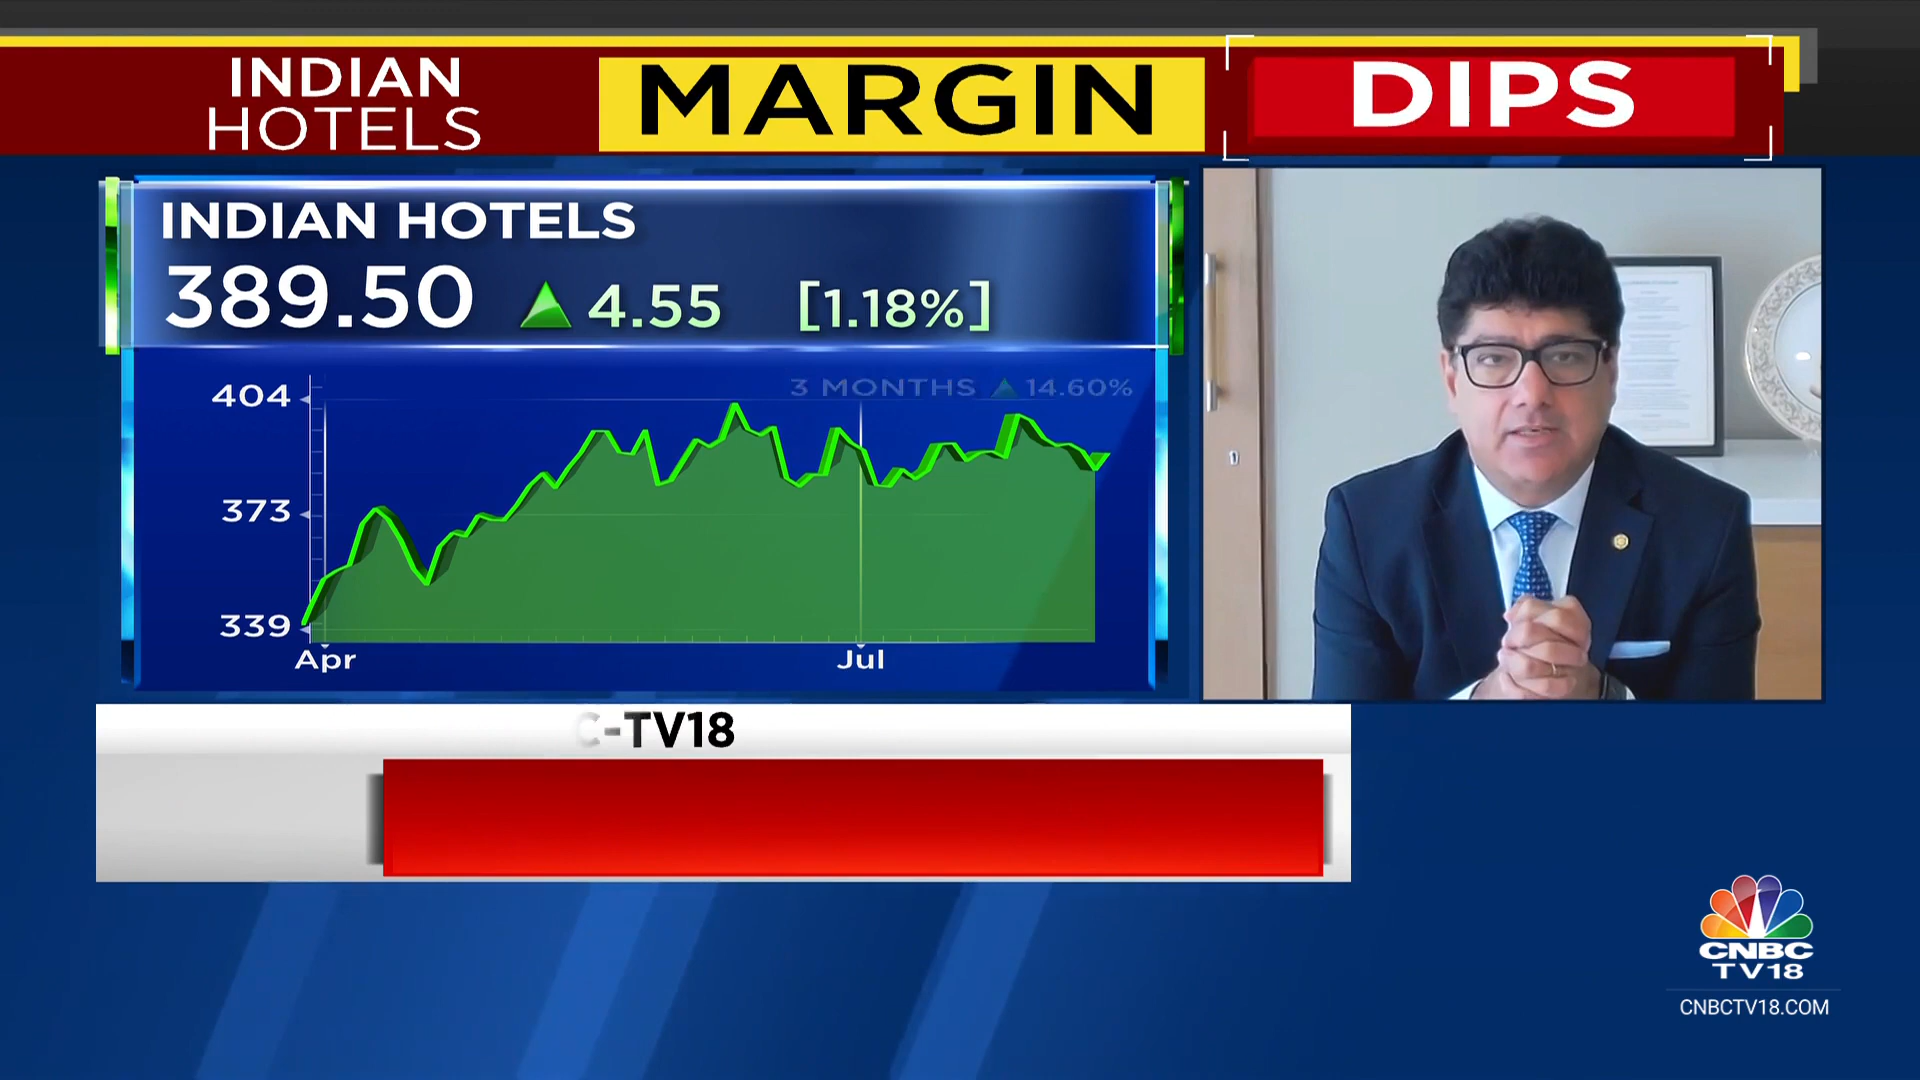 INDIAN
HOTELS
MARGIN
DIPS
INDIAN HOTELS
389.50 ▲ 4.55 [1.18%]
3 MONTHS ▲ 14.60%
404
373
339
Apr Jul
C-TV18
CNBC
TV18
CNBCTV18.COM